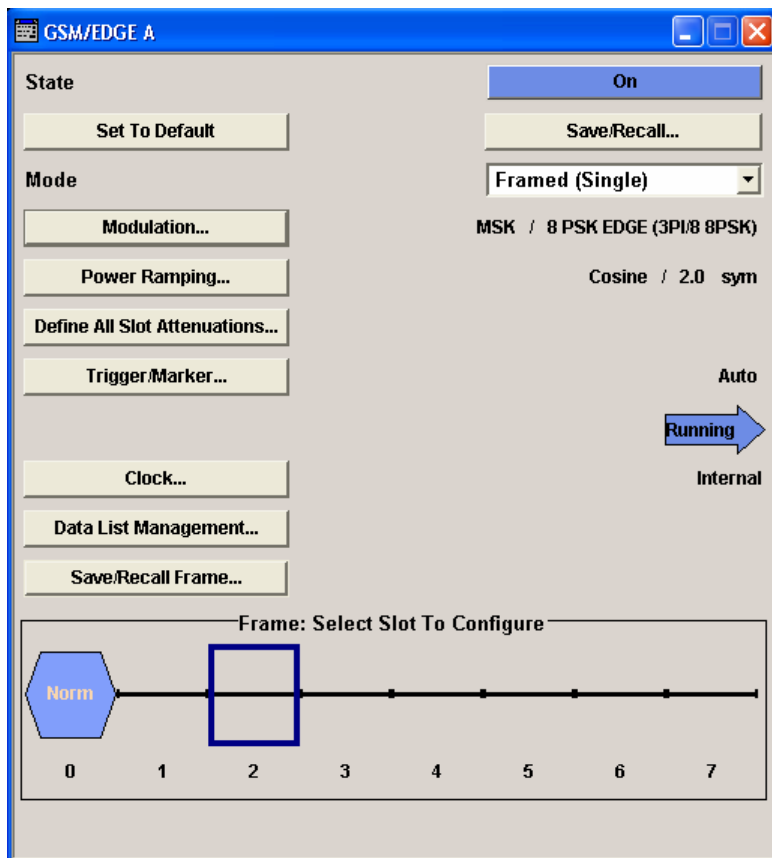 GSM/EDGE A
State On
Set To Default Save/Recall...
Mode Framed (Single)
Modulation... MSK / 8 PSK EDGE (3PI/8 8PSK)
Power Ramping... Cosine / 2.0 sym
Define All Slot Attenuations...
Trigger/Marker... Auto
Running
Clock... Internal
Data List Management...
Save/Recall Frame...
Frame: Select Slot To Configure
Norm
0 1 2 3 4 5 6 7